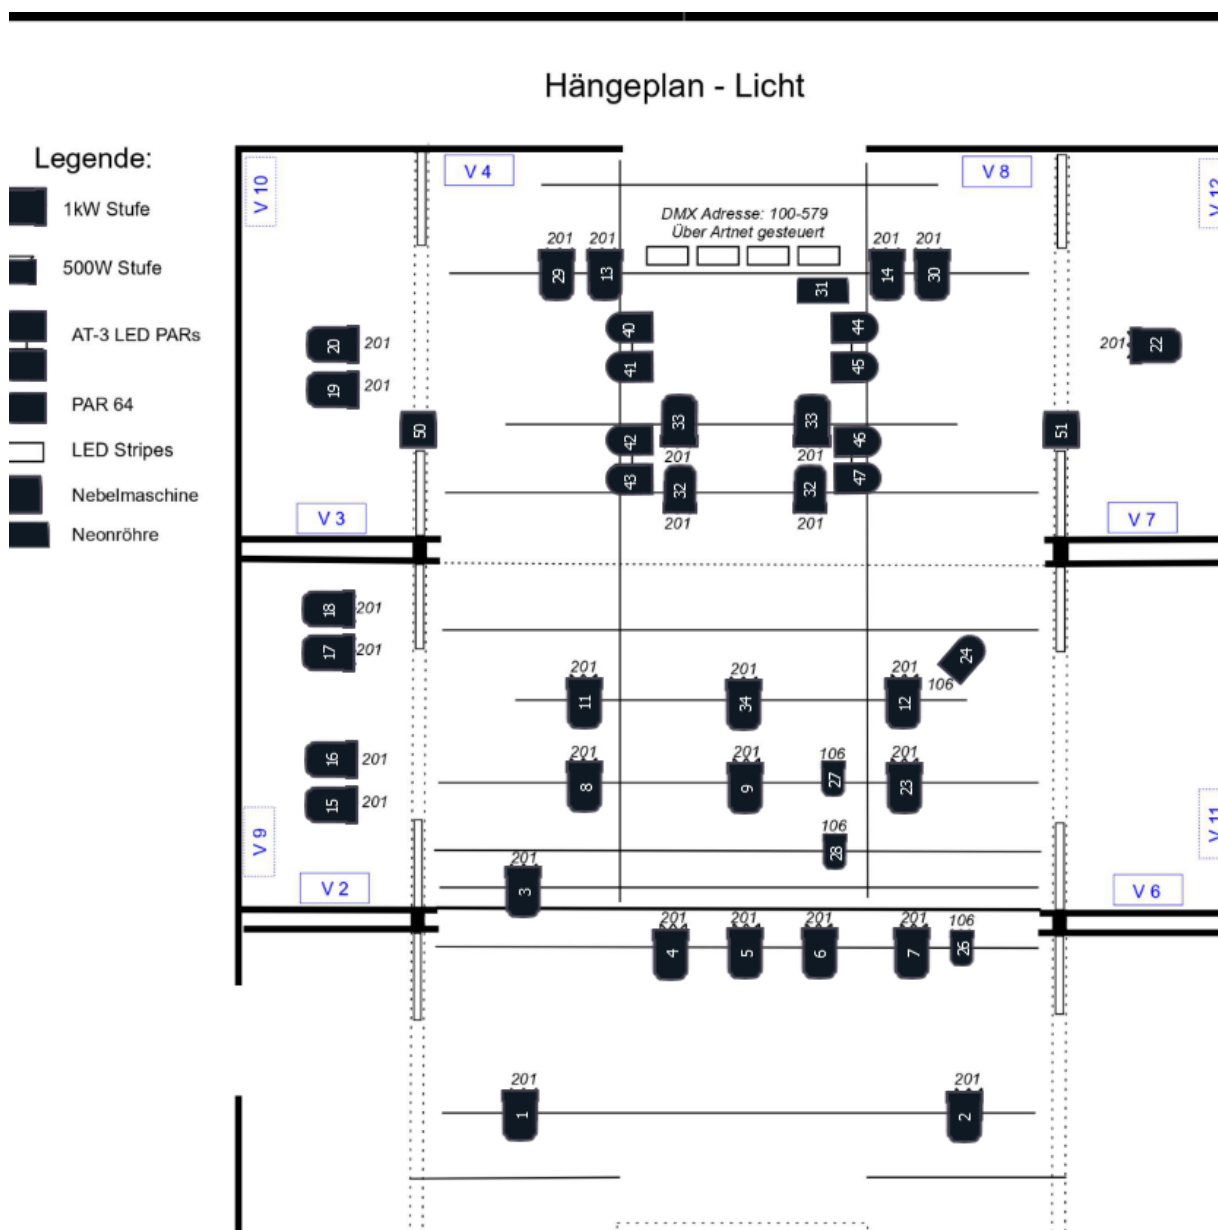 Hängeplan - Licht
Legende:
1kW Stufe
500W Stufe
AT-3 LED PARs
PAR 64
LED Stripes
Nebelmaschine
Neonröhre
V 10
V 4
V 8
V 12
DMX Adresse: 100-579
Über Artnet gesteuert
201 201 201 201
29 13 14 30
31
40 44
20 201
201 22
41 45
19 201
33 33
50 51
42 46
201 201
43 47
32 32
201 201
V 3
V 7
18 201
17 201
24
106
201 201 201
11 34 12
201 201 106 201
8 9 27 23
16 201
15 201
106
28
V 9
V 11
201
3
V 2
V 6
201 201 201 201 106
4 5 6 7 26
201 201
1 2